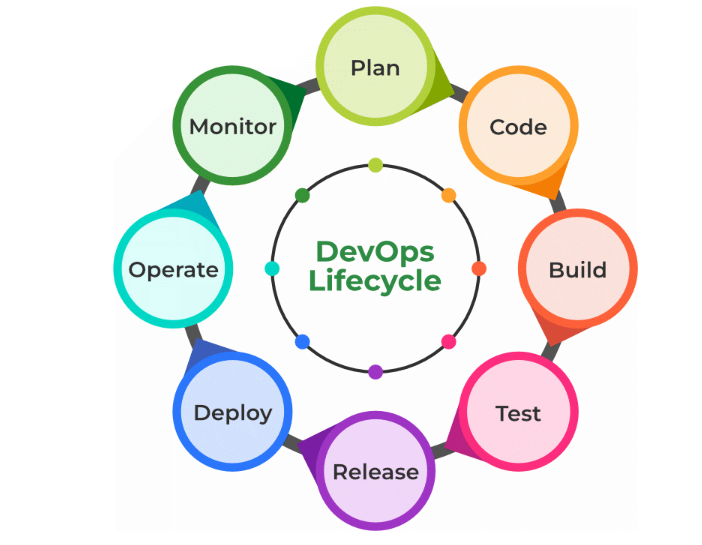 Plan
Code
Build
Test
Release
Deploy
Operate
Monitor
DevOps
Lifecycle